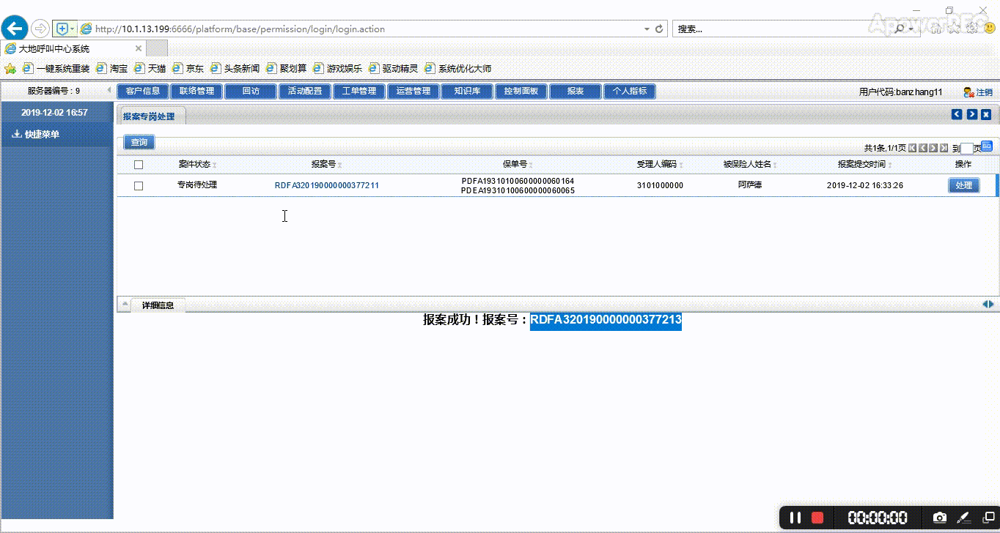 ApowerREC
http://10.1.13.199:6666/platform/base/permission/login/login.action
搜索...
大地呼叫中心系统
一键系统重装 淘宝 天猫 京东 头条新闻 聚划算 游戏娱乐 驱动精灵 系统优化大师
服务器编号：9
客户信息 联络管理 回访 活动配置 工单管理 运营管理 知识库 控制面板 报表 个人指标
用户代码:banzhang11 注销
2019-12-02 16:57
快捷菜单
报案专岗处理
查询
共1条,1/1页 到 页 GO
案件状态 报案号 保单号 受理人编码 被保险人姓名 报案提交时间 操作
专岗待处理 RDFA320190000000377211 PDFA19310100600000060164 3101000000 阿萨德 2019-12-02 16:33:26 处理
PDEA19310100600000060065
详细信息
报案成功！报案号：RDFA320190000000377213
00:00:00